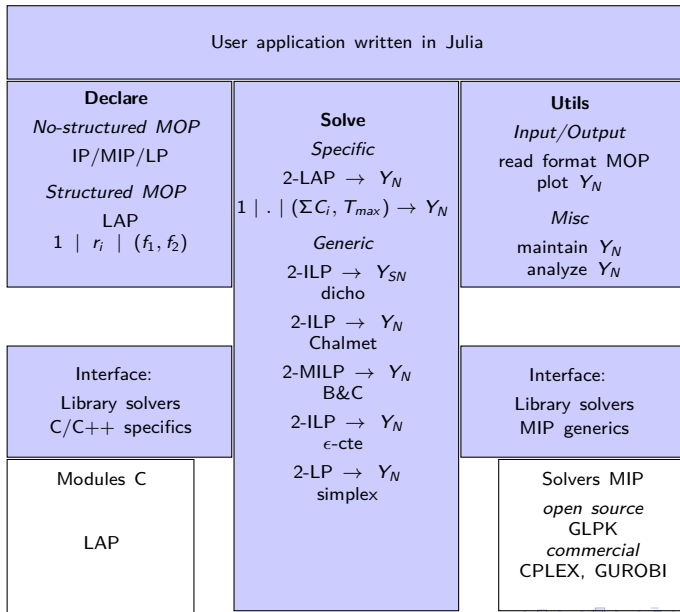 User application written in Julia
Declare
No-structured MOP
IP/MIP/LP
Structured MOP
LAP
1 | r_i | (f_1, f_2)
Solve
Specific
2-LAP → Y_N
1 | . | (ΣC_i, T_max) → Y_N
Generic
2-ILP → Y_SN
dicho
2-ILP → Y_N
Chalmet
2-MILP → Y_N
B&C
2-ILP → Y_N
ϵ-cte
2-LP → Y_N
simplex
Utils
Input/Output
read format MOP
plot Y_N
Misc
maintain Y_N
analyze Y_N
Interface:
Library solvers
C/C++ specifics
Interface:
Library solvers
MIP generics
Modules C
LAP
Solvers MIP
open source
GLPK
commercial
CPLEX, GUROBI